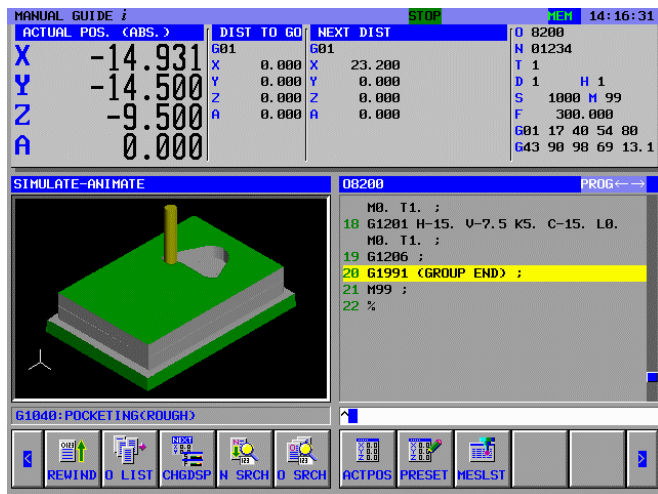 MANUAL GUIDE i STOP MEM 14:16:31
ACTUAL POS. (ABS.)
X -14.931
Y -14.500
Z -9.500
A 0.000
DIST TO GO
G01
X 0.000
Y 0.000
Z 0.000
A 0.000
NEXT DIST
G01
X 23.200
Y 0.000
Z 0.000
A 0.000
O 8200
N 01234
T 1
D 1 H 1
S 1000 M 99
F 300.000
G01 17 40 54 80
G43 90 98 69 13.1
SIMULATE-ANIMATE
G1040:POCKETING(ROUGH)
O8200 PROG←→
M0. T1. ;
18 G1201 H-15. V-7.5 K5. C-15. L0.
M0. T1. ;
19 G1206 ;
20 G1991 (GROUP END) ;
21 M99 ;
22 %
^
< REWIND O LIST CHGDSP N SRCH O SRCH ACTPOS PRESET MESLST >